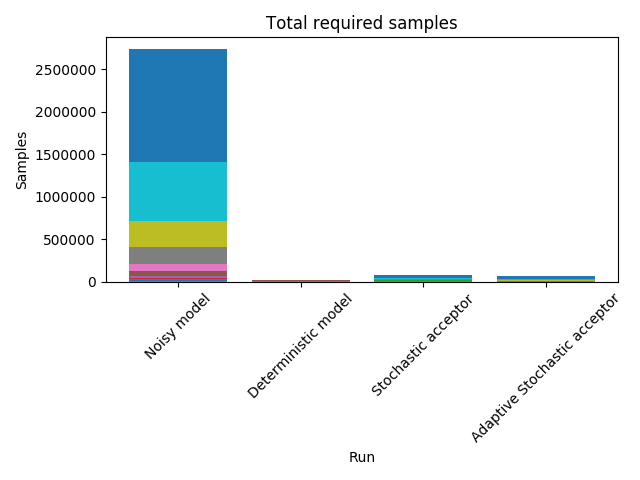 Total required samples
Samples
2500000
2000000
1500000
1000000
500000
0
Noisy model
Deterministic model
Stochastic acceptor
Adaptive Stochastic acceptor
Run